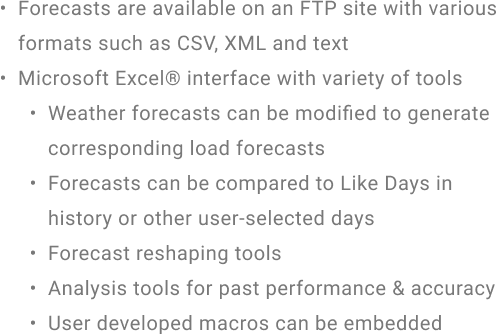 • Forecasts are available on an FTP site with various
formats such as CSV, XML and text
• Microsoft Excel® interface with variety of tools
• Weather forecasts can be modified to generate
corresponding load forecasts
• Forecasts can be compared to Like Days in
history or other user-selected days
• Forecast reshaping tools
• Analysis tools for past performance & accuracy
• User developed macros can be embedded